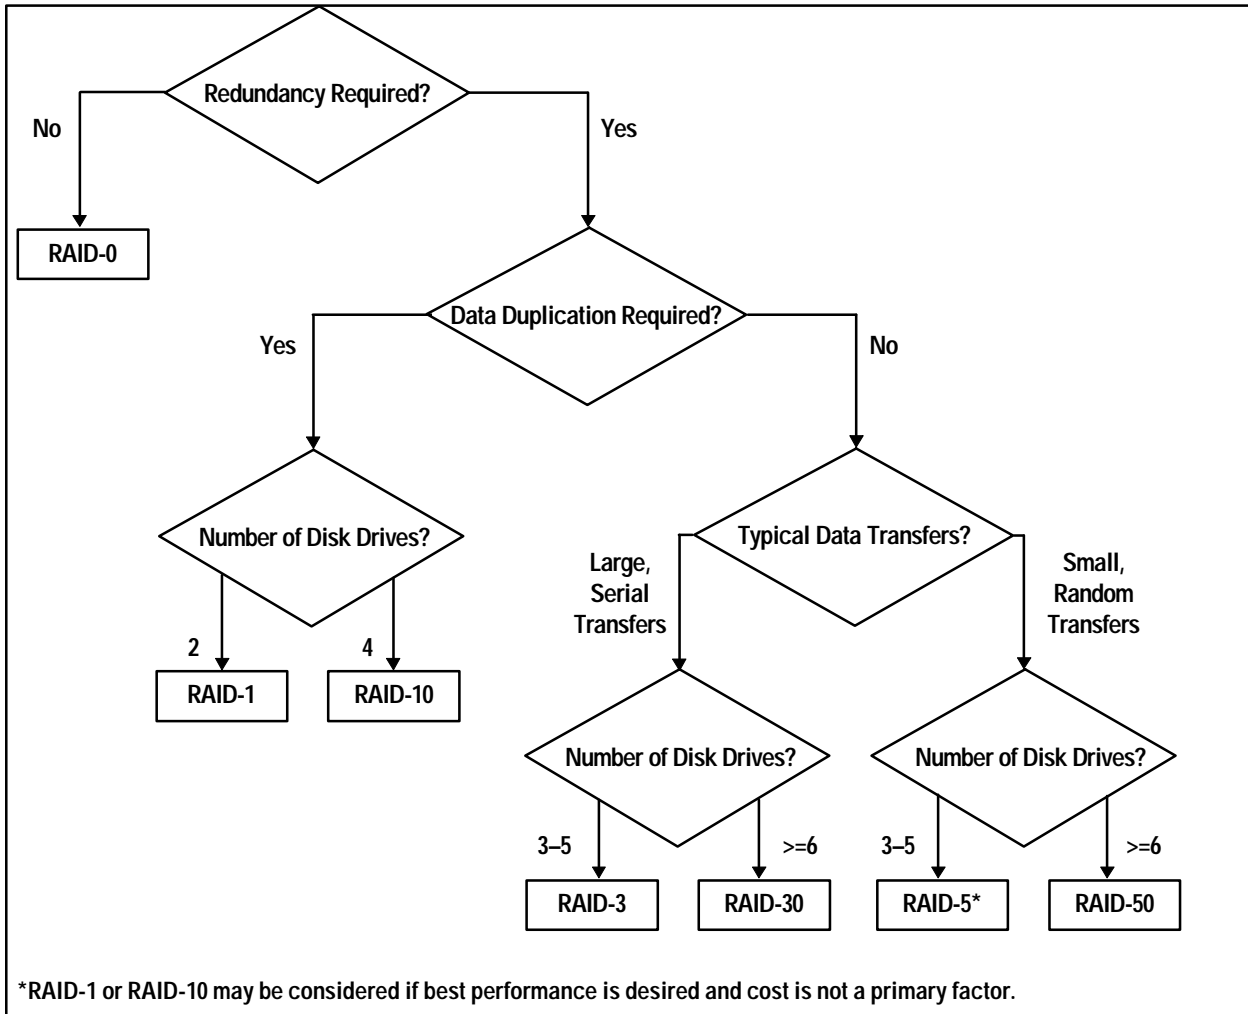 Redundancy Required?
No
Yes
RAID-0
Data Duplication Required?
Yes
No
Number of Disk Drives?
Typical Data Transfers?
Large,
Serial
Transfers
Small,
Random
Transfers
2
4
RAID-1
RAID-10
Number of Disk Drives?
Number of Disk Drives?
3–5
>=6
3–5
>=6
RAID-3
RAID-30
RAID-5*
RAID-50
*RAID-1 or RAID-10 may be considered if best performance is desired and cost is not a primary factor.